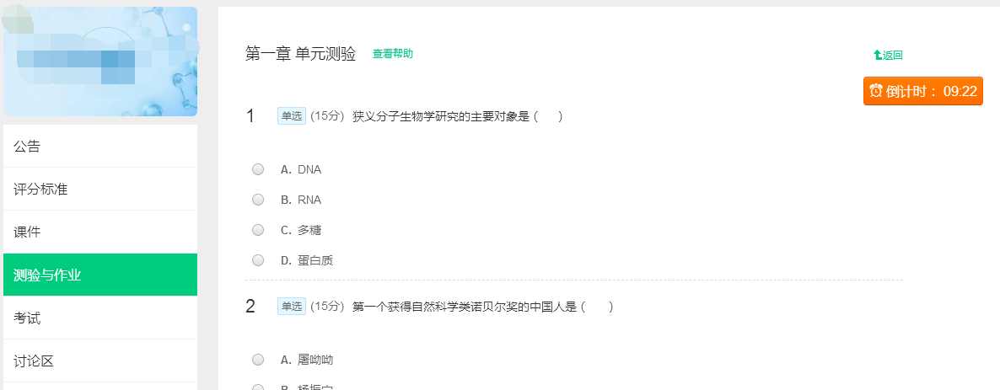 公告
评分标准
课件
测验与作业
考试
讨论区
第一章 单元测验 查看帮助
返回
倒计时： 09:22
1 单选 (15分) 狭义分子生物学研究的主要对象是（ ）
A. DNA
B. RNA
C. 多糖
D. 蛋白质
2 单选 (15分) 第一个获得自然科学类诺贝尔奖的中国人是（ ）
A. 屠呦呦